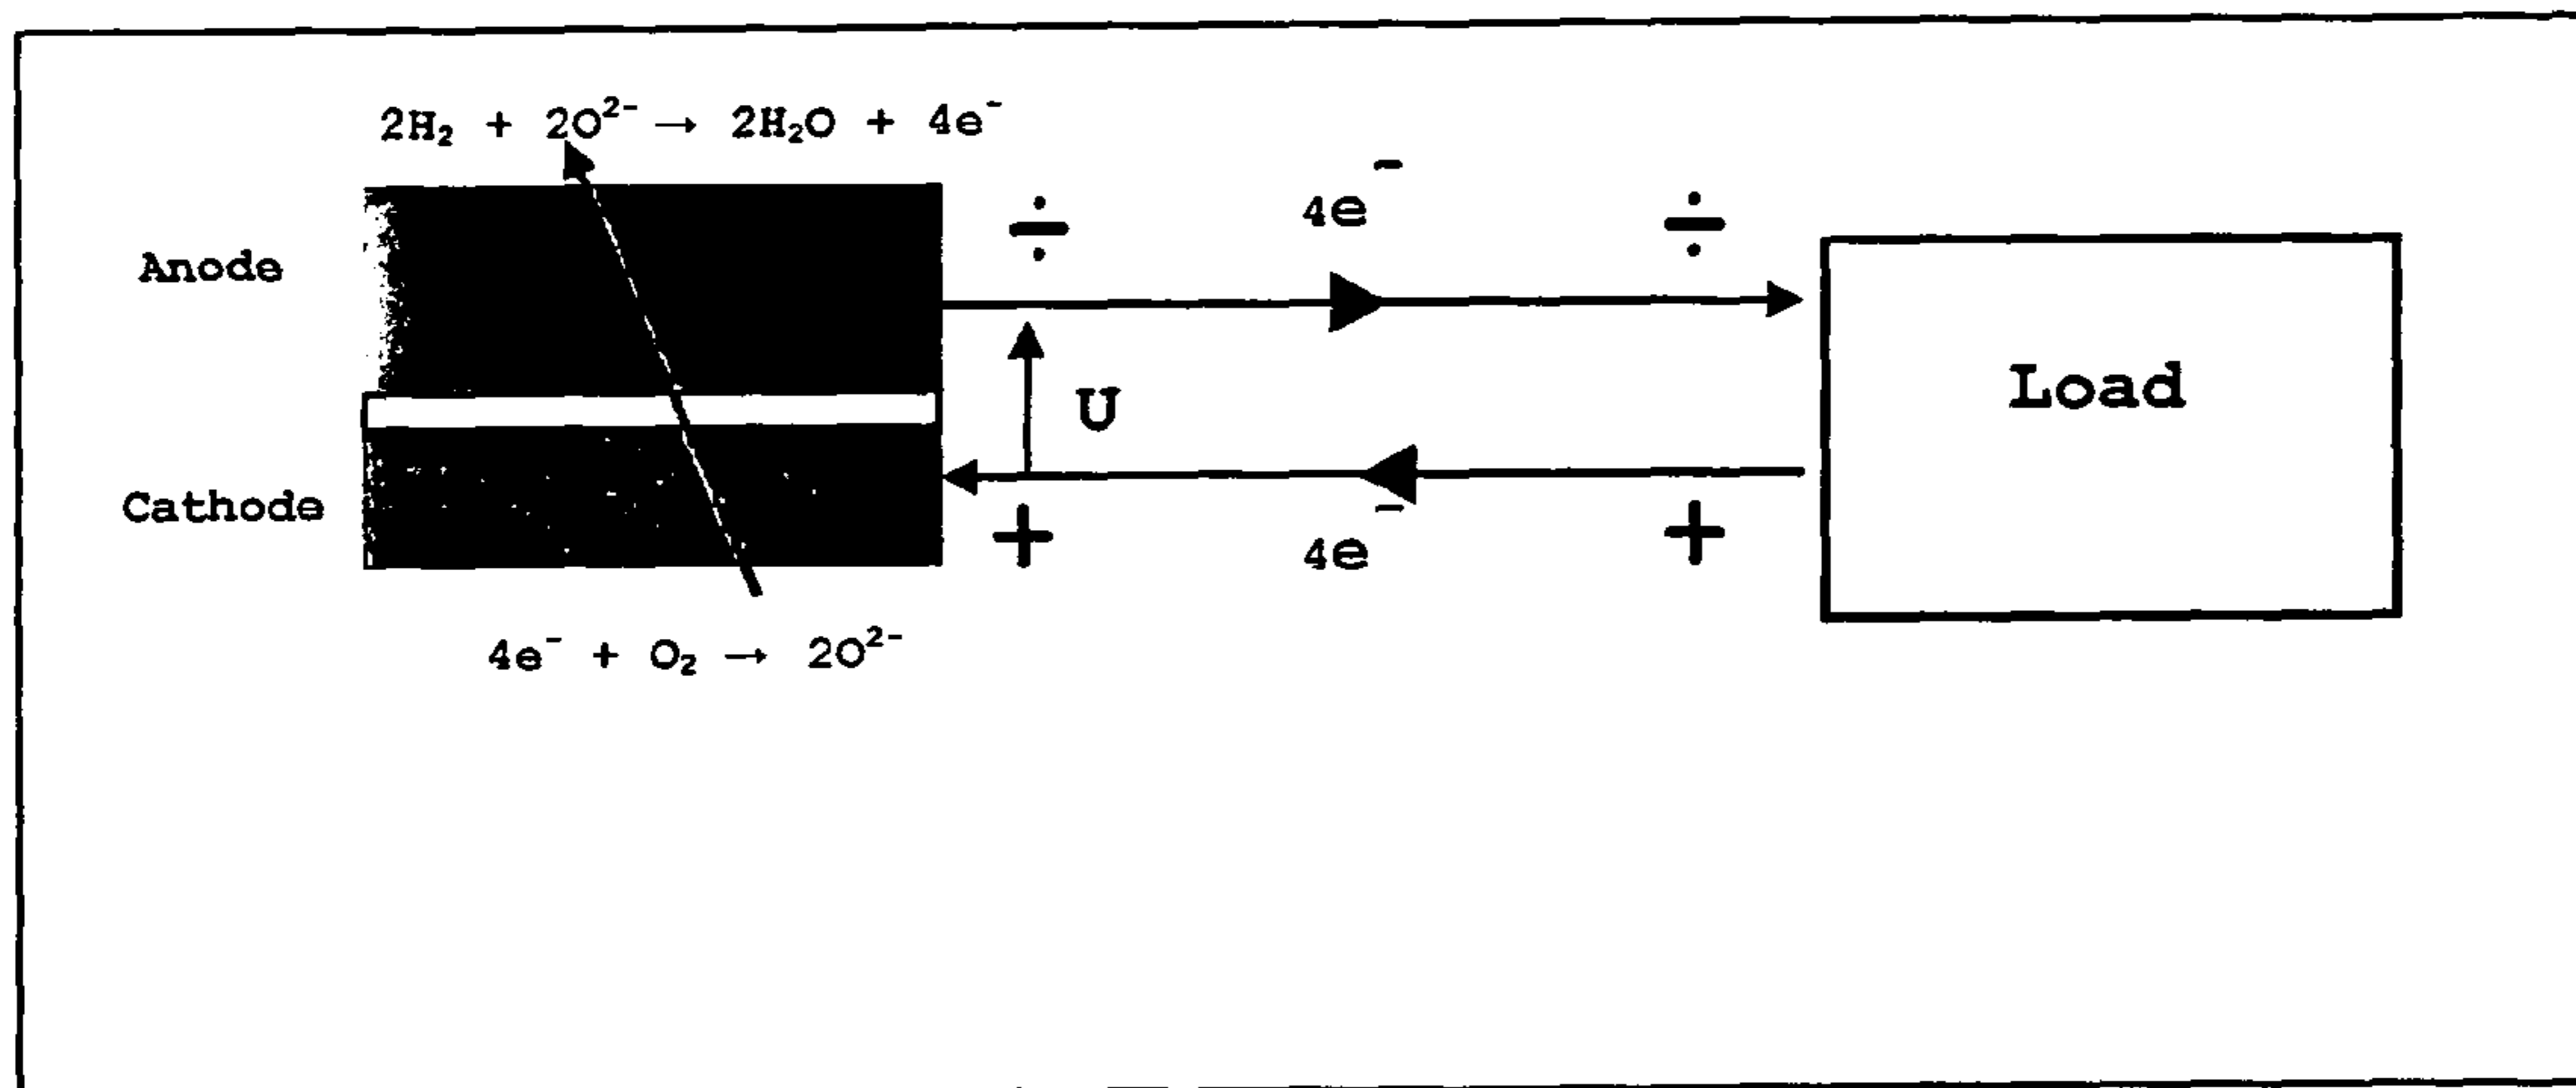 2H₂ + 2O²⁻ → 2H₂O + 4e⁻
÷ 4e⁻ ÷
Anode
Load
U
Cathode
+ 4e⁻ +
4e⁻ + O₂ → 2O²⁻